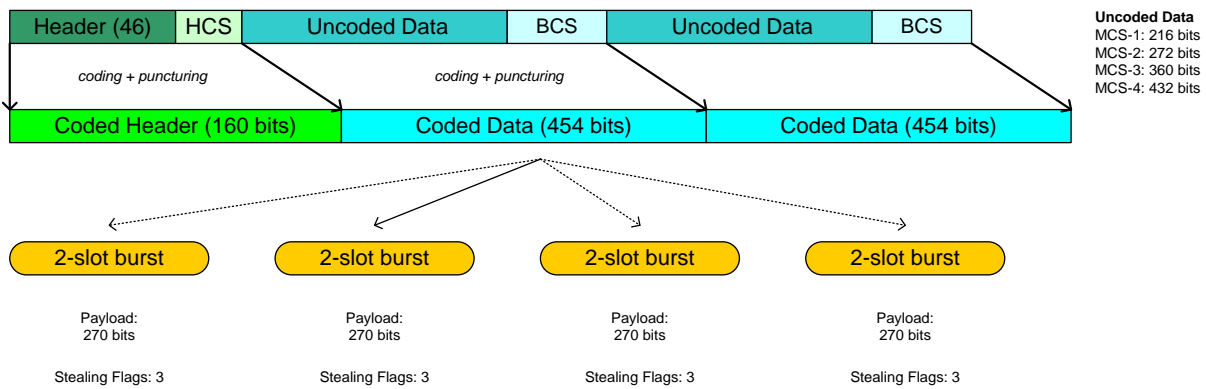 Header (46) HCS Uncoded Data BCS Uncoded Data BCS
Uncoded Data
MCS-1: 216 bits
MCS-2: 272 bits
MCS-3: 360 bits
MCS-4: 432 bits
coding + puncturing coding + puncturing
Coded Header (160 bits) Coded Data (454 bits) Coded Data (454 bits)
2-slot burst 2-slot burst 2-slot burst 2-slot burst
Payload: Payload: Payload: Payload:
270 bits 270 bits 270 bits 270 bits
Stealing Flags: 3 Stealing Flags: 3 Stealing Flags: 3 Stealing Flags: 3